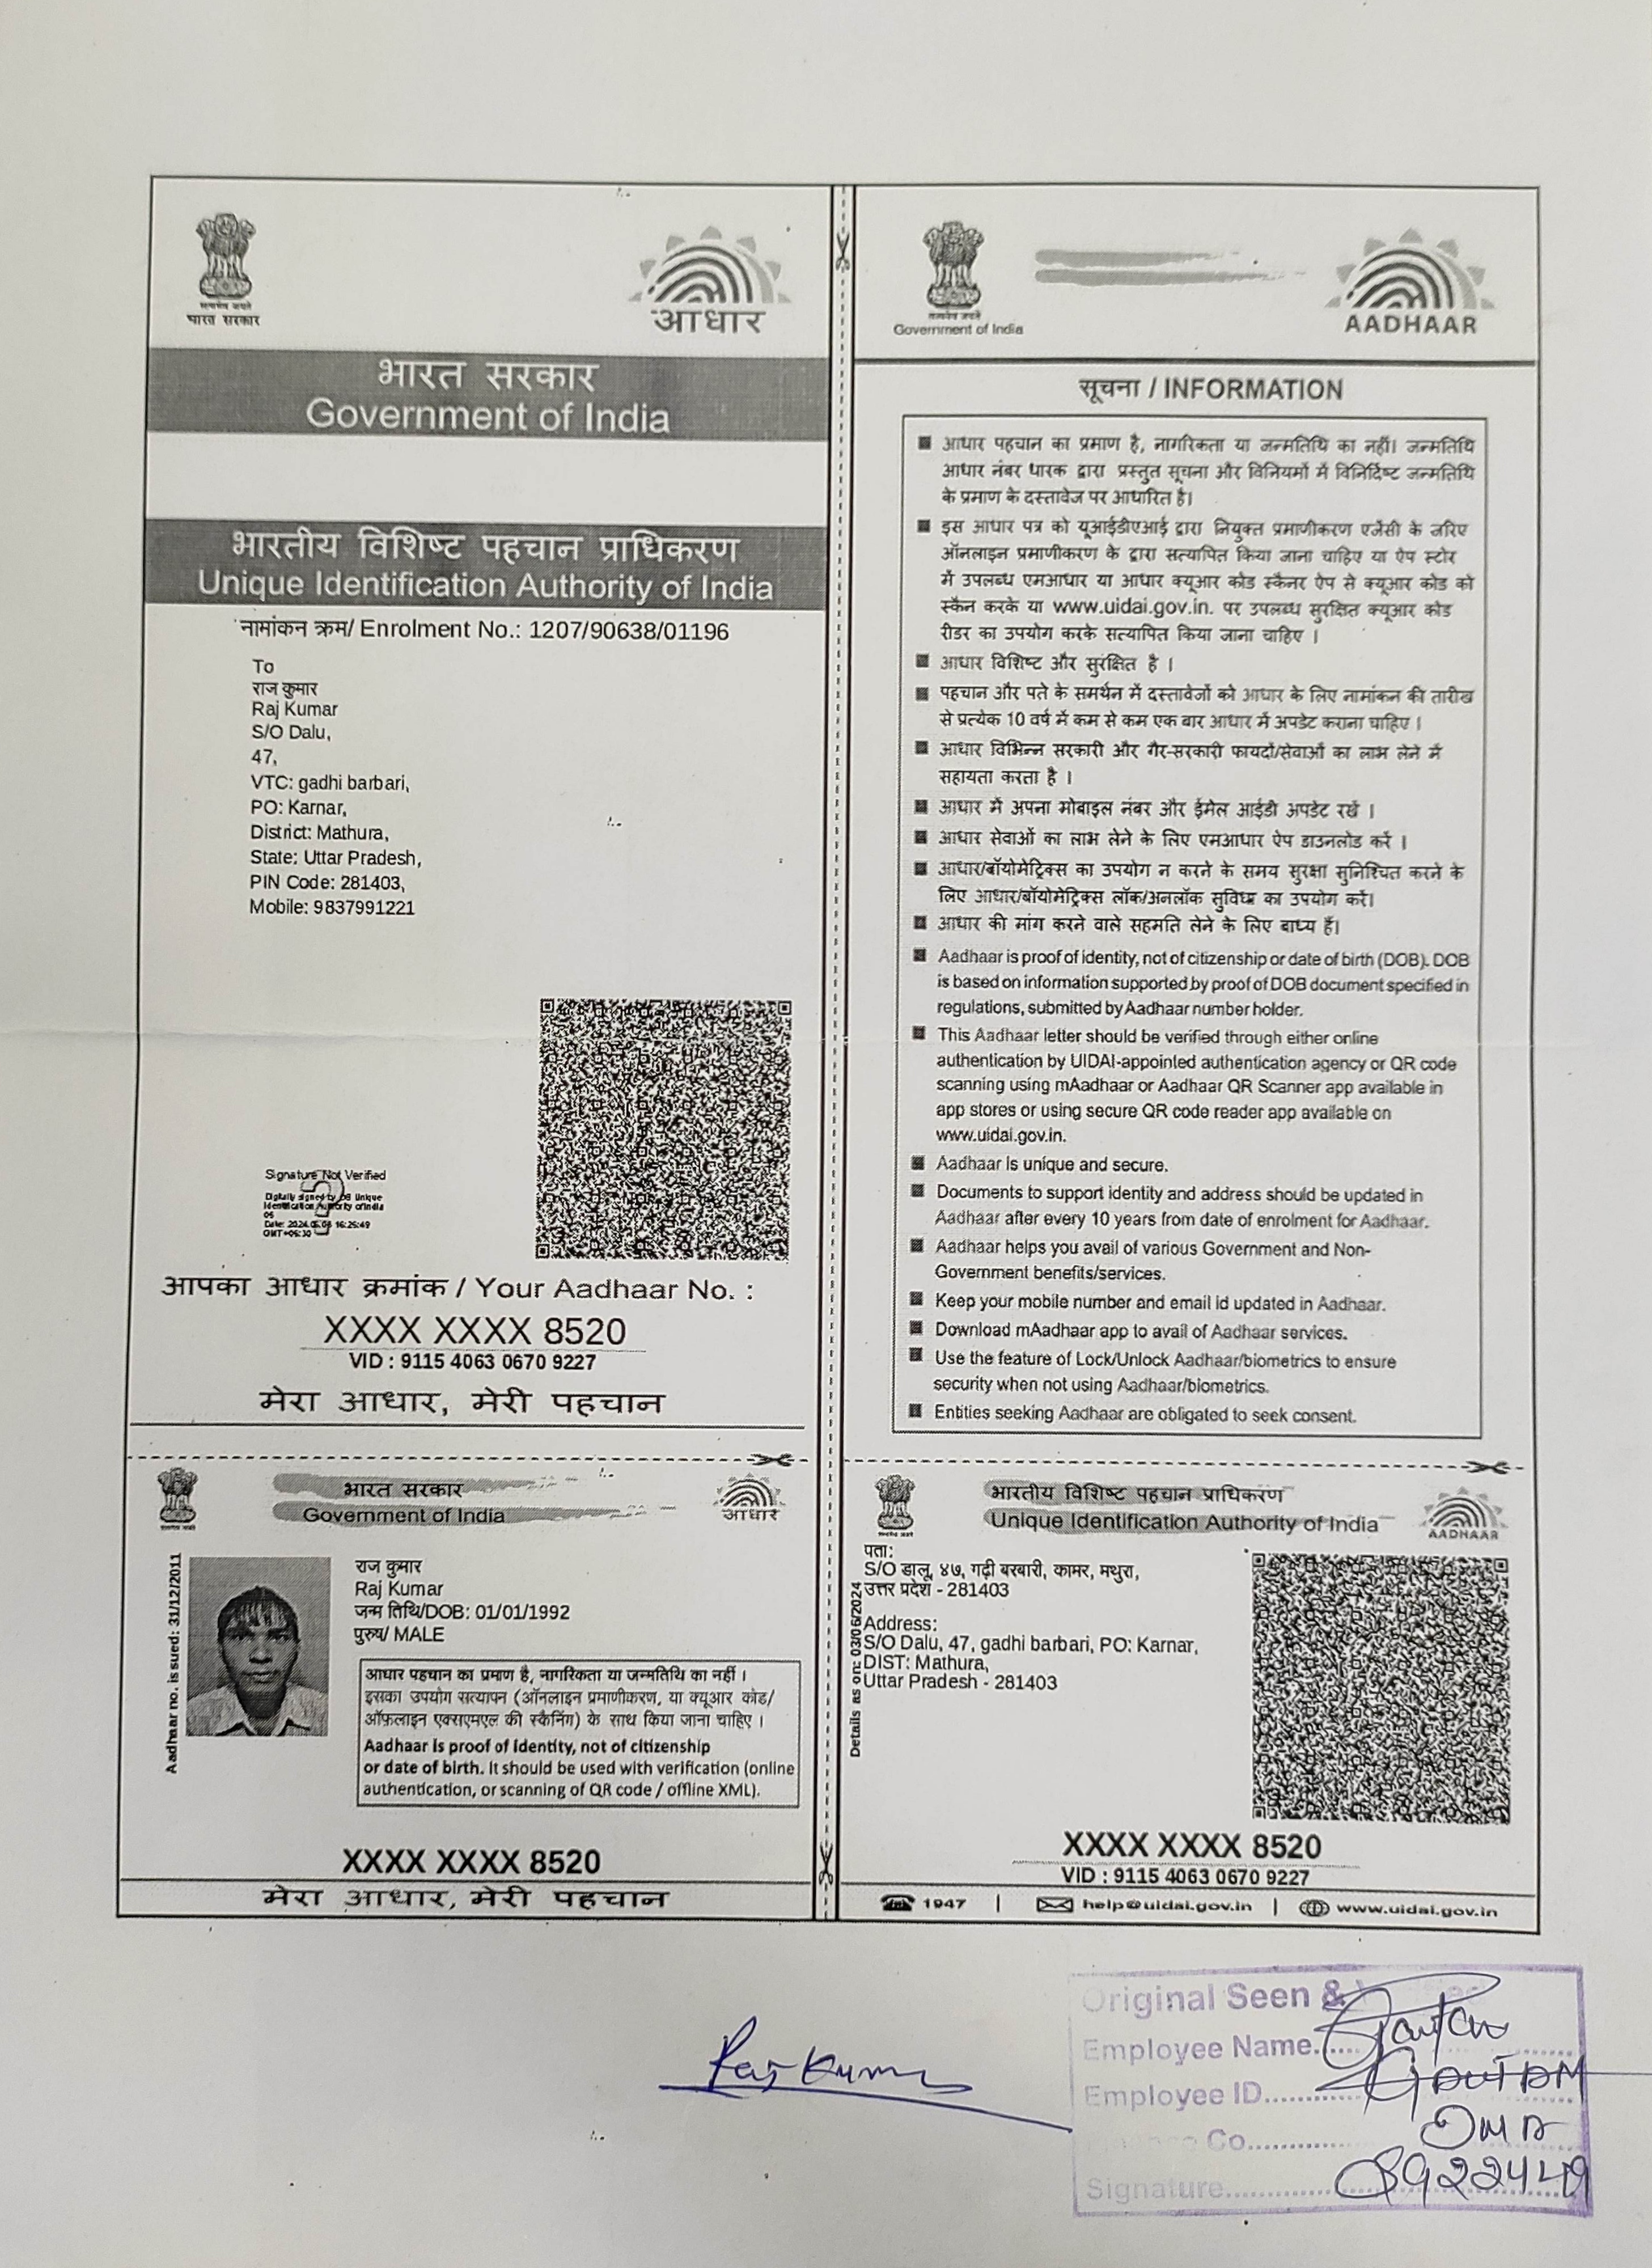 सत्यमेव जयते
भारत सरकार
आधार
भारत सरकार
Government of India
भारतीय विशिष्ट पहचान प्राधिकरण
Unique Identification Authority of India
नामांकन क्रम/ Enrolment No.: 1207/90638/01196
To
राज कुमार
Raj Kumar
S/O Dalu,
47,
VTC: gadhi barbari,
PO: Karnar,
District: Mathura,
State: Uttar Pradesh,
PIN Code: 281403,
Mobile: 9837991221
Signature Not Verified
Digitally signed by DS Unique
Identification Authority of India
05
Date: 2024.06.04 16:25:49
GMT+05:30
आपका आधार क्रमांक / Your Aadhaar No. :
XXXX XXXX 8520
VID : 9115 4063 0670 9227
मेरा आधार, मेरी पहचान
सत्यमेव जयते
Government of India
AADHAAR
सूचना / INFORMATION
■ आधार पहचान का प्रमाण है, नागरिकता या जन्मतिथि का नहीं। जन्मतिथि
आधार नंबर धारक द्वारा प्रस्तुत सूचना और विनियमों में विनिर्दिष्ट जन्मतिथि
के प्रमाण के दस्तावेज पर आधारित है।
■ इस आधार पत्र को यूआईडीएआई द्वारा नियुक्त प्रमाणीकरण एजेंसी के जरिए
ऑनलाइन प्रमाणीकरण के द्वारा सत्यापित किया जाना चाहिए या ऐप स्टोर
में उपलब्ध एमआधार या आधार क्यूआर कोड स्कैनर ऐप से क्यूआर कोड को
स्कैन करके या www.uidai.gov.in. पर उपलब्ध सुरक्षित क्यूआर कोड
रीडर का उपयोग करके सत्यापित किया जाना चाहिए ।
■ आधार विशिष्ट और सुरक्षित है ।
■ पहचान और पते के समर्थन में दस्तावेजों को आधार के लिए नामांकन की तारीख
से प्रत्येक 10 वर्ष में कम से कम एक बार आधार में अपडेट कराना चाहिए ।
■ आधार विभिन्न सरकारी और गैर-सरकारी फायदों/सेवाओं का लाभ लेने में
सहायता करता है ।
■ आधार में अपना मोबाइल नंबर और ईमेल आईडी अपडेट रखें ।
■ आधार सेवाओं का लाभ लेने के लिए एमआधार ऐप डाउनलोड करें ।
■ आधार/बॉयोमेट्रिक्स का उपयोग न करने के समय सुरक्षा सुनिश्चित करने के
लिए आधार/बॉयोमेट्रिक्स लॉक/अनलॉक सुविधा का उपयोग करें।
■ आधार की मांग करने वाले सहमति लेने के लिए बाध्य हैं।
■ Aadhaar is proof of identity, not of citizenship or date of birth (DOB). DOB
is based on information supported by proof of DOB document specified in
regulations, submitted by Aadhaar number holder.
■ This Aadhaar letter should be verified through either online
authentication by UIDAI-appointed authentication agency or QR code
scanning using mAadhaar or Aadhaar QR Scanner app available in
app stores or using secure QR code reader app available on
www.uidai.gov.in.
■ Aadhaar is unique and secure.
■ Documents to support identity and address should be updated in
Aadhaar after every 10 years from date of enrolment for Aadhaar.
■ Aadhaar helps you avail of various Government and Non-
Government benefits/services.
■ Keep your mobile number and email id updated in Aadhaar.
■ Download mAadhaar app to avail of Aadhaar services.
■ Use the feature of Lock/Unlock Aadhaar/biometrics to ensure
security when not using Aadhaar/biometrics.
■ Entities seeking Aadhaar are obligated to seek consent.
भारत सरकार
Government of India
आधार
Aadhaar no. issued: 31/12/2011
राज कुमार
Raj Kumar
जन्म तिथि/DOB: 01/01/1992
पुरुष/ MALE
आधार पहचान का प्रमाण है, नागरिकता या जन्मतिथि का नहीं ।
इसका उपयोग सत्यापन (ऑनलाइन प्रमाणीकरण, या क्यूआर कोड/
ऑफ़लाइन एक्सएमएल की स्कैनिंग) के साथ किया जाना चाहिए ।
Aadhaar is proof of identity, not of citizenship
or date of birth. It should be used with verification (online
authentication, or scanning of QR code / offline XML).
XXXX XXXX 8520
मेरा आधार, मेरी पहचान
भारतीय विशिष्ट पहचान प्राधिकरण
Unique Identification Authority of India
AADHAAR
Details as on: 03/06/2024
पता:
S/O डालू, ४७, गढ़ी बरबारी, कामर, मथुरा,
उत्तर प्रदेश - 281403
Address:
S/O Dalu, 47, gadhi barbari, PO: Karnar,
DIST: Mathura,
Uttar Pradesh - 281403
XXXX XXXX 8520
VID : 9115 4063 0670 9227
1947 | help@uidai.gov.in | www.uidai.gov.in
Raj Kumar
Original Seen &
Employee Name.....
Employee ID............ GAUTAM
Co.............
Signature..................